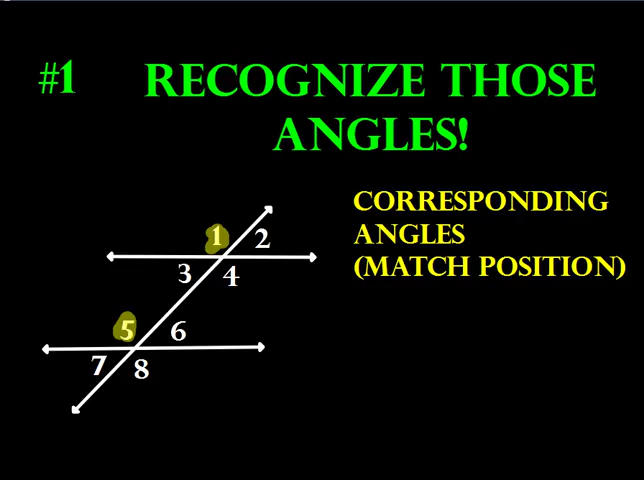 #1
RECOGNIZE THOSE
ANGLES!
CORRESPONDING
ANGLES
(MATCH POSITION)
1 2
3 4
5 6
7 8